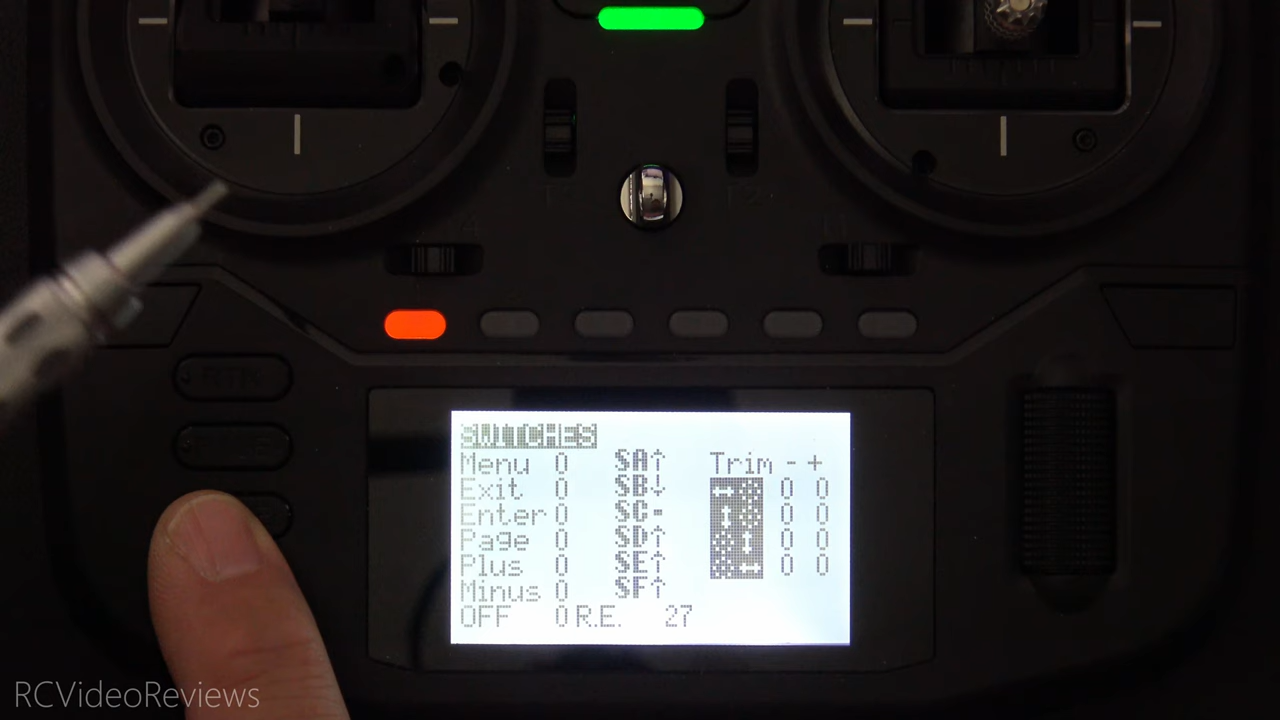 SWITCHES
Menu 0 SA↑ Trim - +
Exit 0 SB↓ 0 0
Enter 0 SC- 0 0
Page 0 SD↑ 0 0
Plus 0 SE↑ 0 0
Minus 0 SF↑
OFF 0 R.E. 27
RCVideoReviews